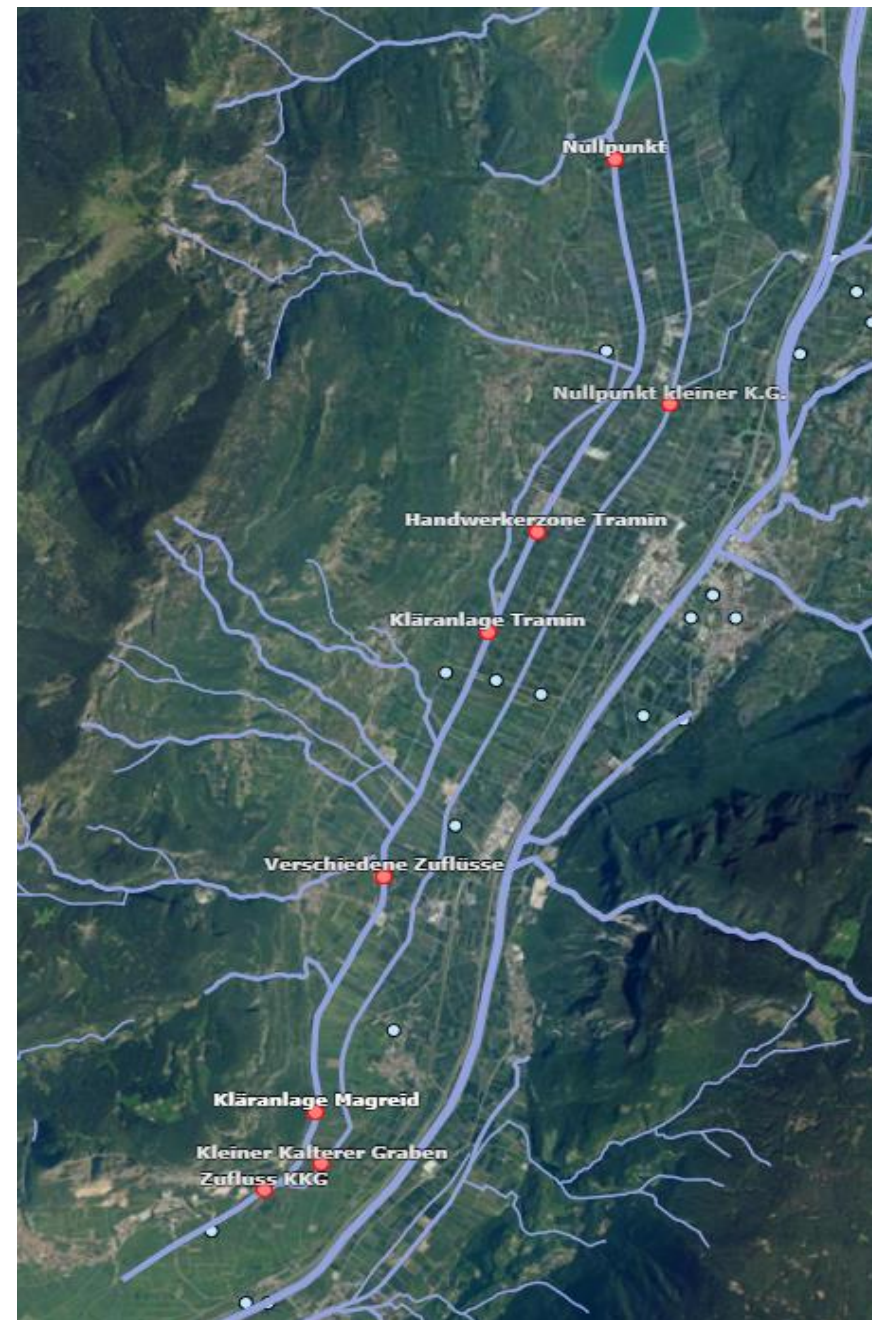 Nullpunkt
Nullpunkt kleiner K.G.
Handwerkerzone Tramin
Kläranlage Tramin
Verschiedene Zuflüsse
Kläranlage Magreid
Kleiner Kalterer Graben
Zufluss KKG